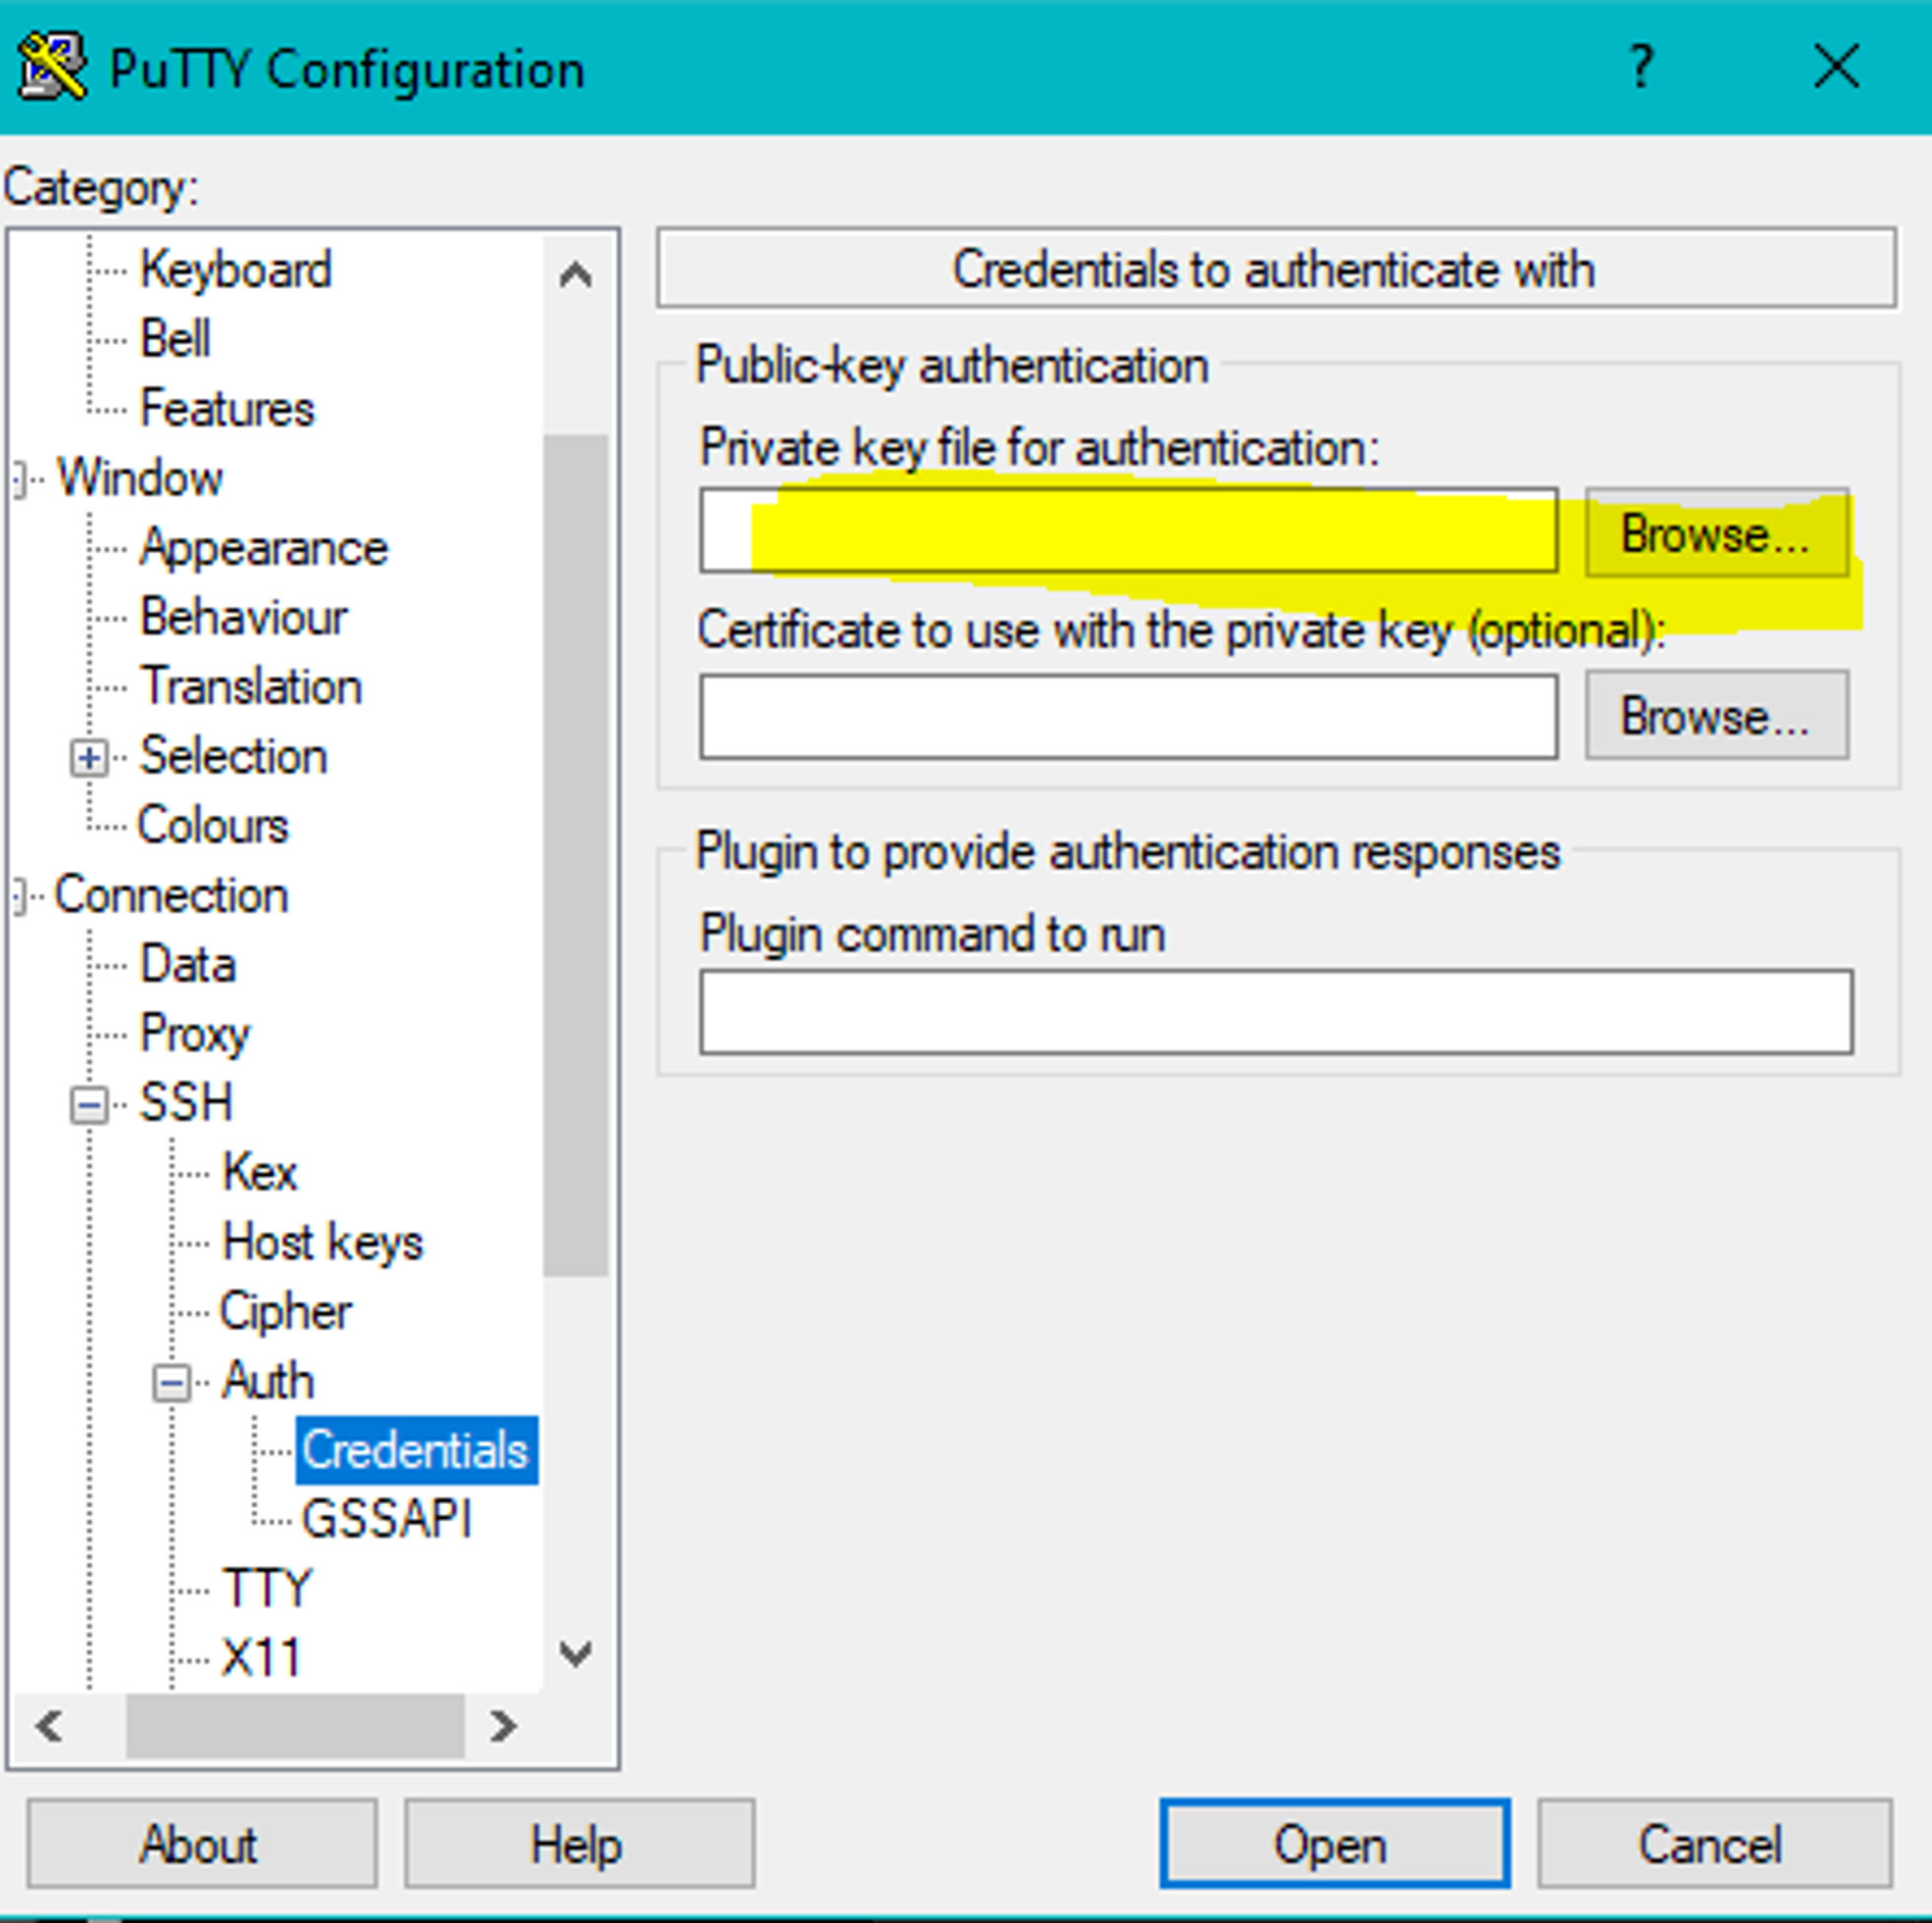 PuTTY Configuration
?
Category:
Keyboard
Bell
Features
Window
Appearance
Behaviour
Translation
Selection
Colours
Connection
Data
Proxy
SSH
Kex
Host keys
Cipher
Auth
Credentials
GSSAPI
TTY
X11
Credentials to authenticate with
Public-key authentication
Private key file for authentication:
Browse...
Certificate to use with the private key (optional):
Browse...
Plugin to provide authentication responses
Plugin command to run
About
Help
Open
Cancel